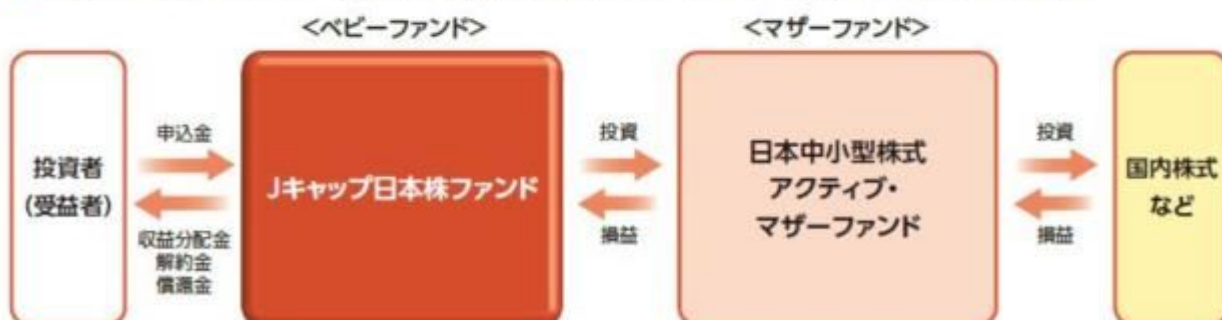 <ベビーファンド>
<マザーファンド>
投資者
(受益者)
申込金
収益分配金
解約金
償還金
Jキャップ日本株ファンド
投資
損益
日本中小型株式
アクティブ・
マザーファンド
投資
損益
国内株式
など